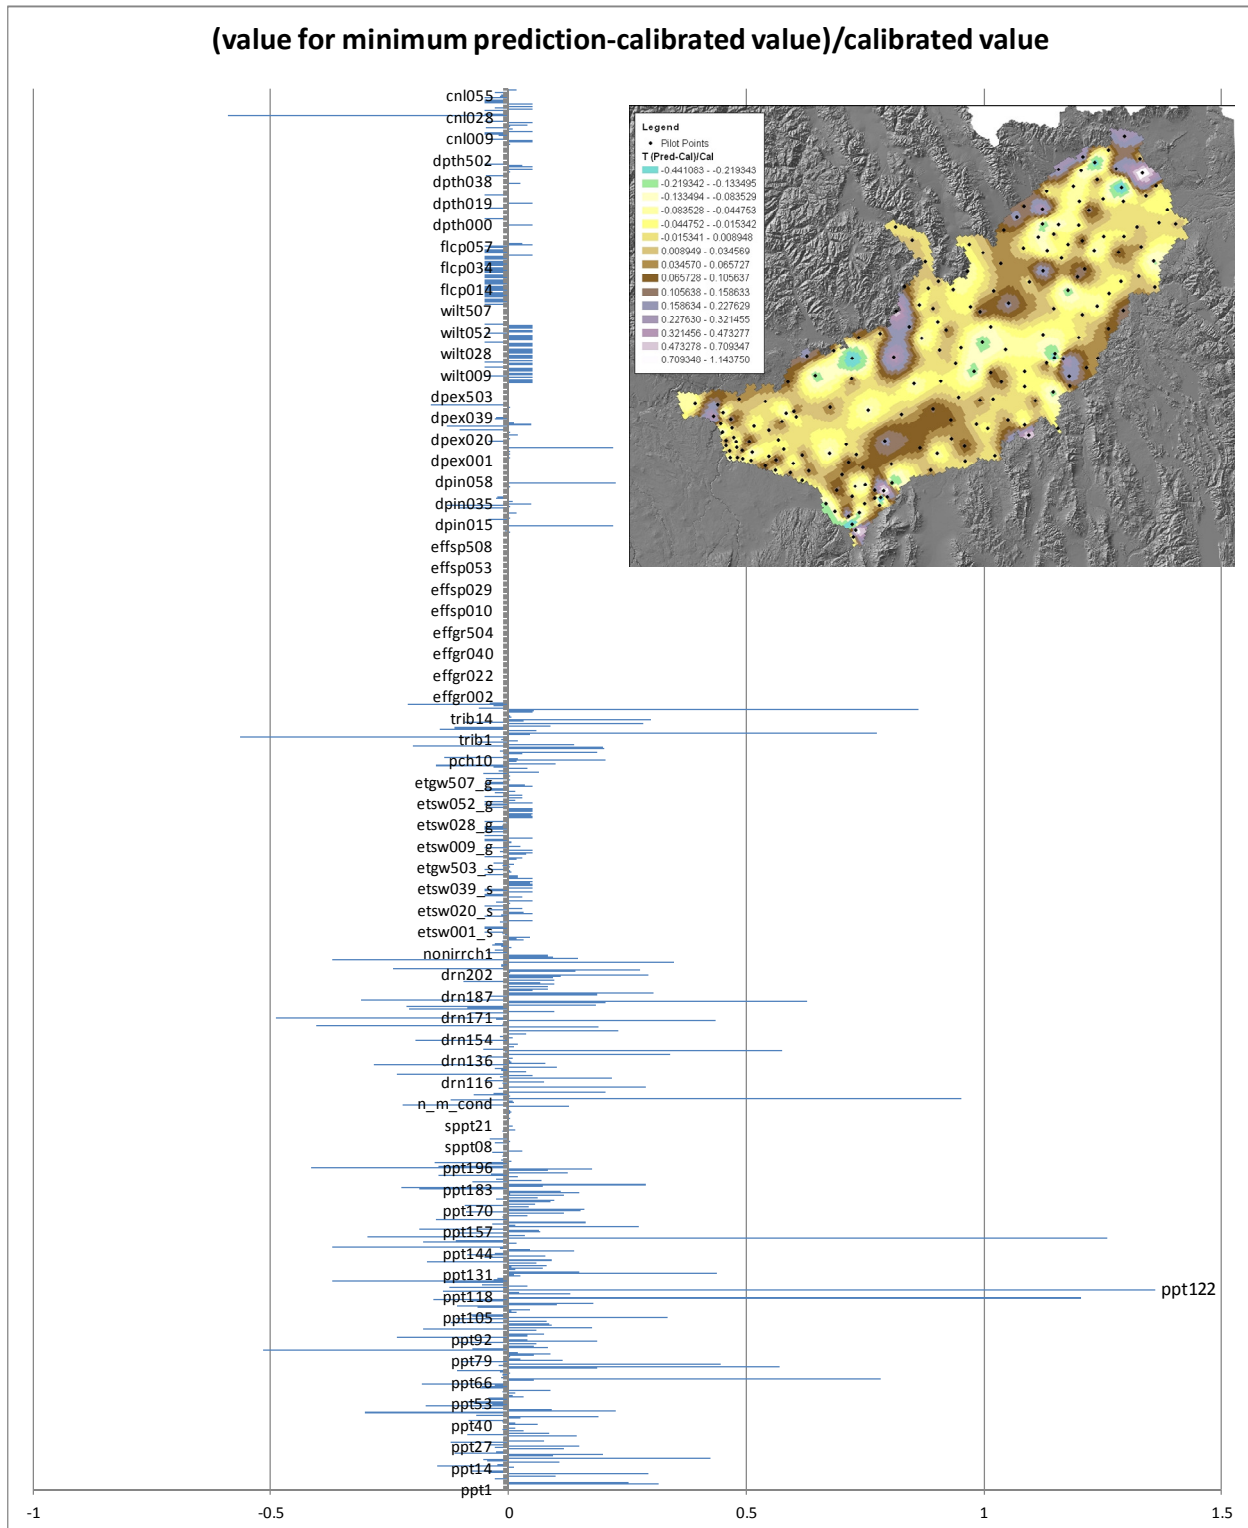 (value for minimum prediction-calibrated value)/calibrated value
cnl055
cnl028
cnl009
dpth502
dpth038
dpth019
dpth000
flcp057
flcp034
flcp014
wilt507
wilt052
wilt028
wilt009
dpex503
dpex039
dpex020
dpex001
dpin058
dpin035
dpin015
effsp508
effsp053
effsp029
effsp010
effgr504
effgr040
effgr022
effgr002
trib14
trib1
pch10
etgw507_g
etsw052_g
etsw028_g
etsw009_g
etgw503_s
etsw039_s
etsw020_s
etsw001_s
nonirrch1
drn202
drn187
drn171
drn154
drn136
drn116
n_m_cond
sppt21
sppt08
ppt196
ppt183
ppt170
ppt157
ppt144
ppt131
ppt118
ppt105
ppt92
ppt79
ppt66
ppt53
ppt40
ppt27
ppt14
ppt1
ppt122
-1
-0.5
0
0.5
1
1.5
Legend
Pilot Points
T (Pred-Cal)/Cal
-0.441083 - -0.219343
-0.219342 - -0.133495
-0.133494 - -0.083529
-0.083528 - -0.044753
-0.044752 - -0.015342
-0.015341 - 0.008948
0.008949 - 0.034569
0.034570 - 0.065727
0.065728 - 0.105637
0.105638 - 0.158633
0.158634 - 0.227629
0.227630 - 0.321455
0.321456 - 0.473277
0.473278 - 0.709347
0.709348 - 1.143750